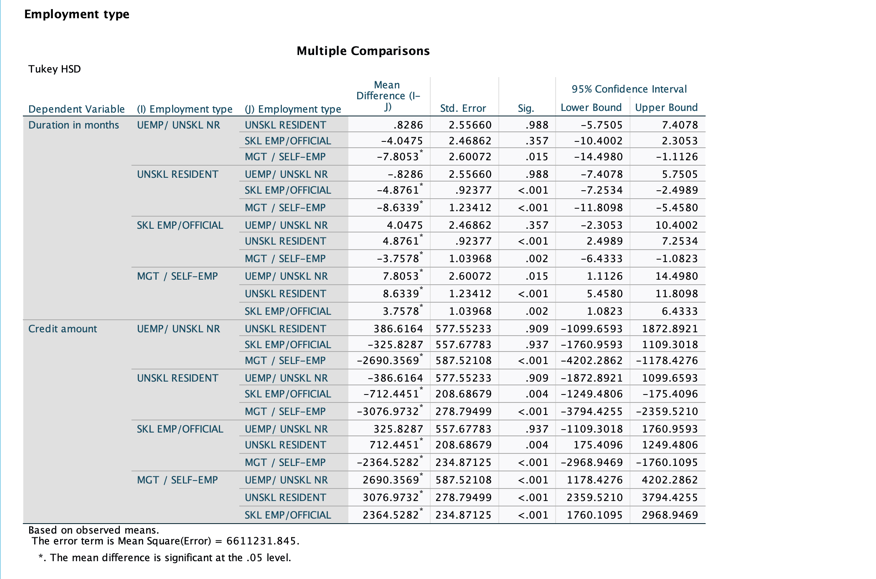 Employment type
Multiple Comparisons
Tukey HSD
Mean
Difference (I-
95% Confidence Interval
Dependent Variable (I) Employment type (J) Employment type J) Std. Error Sig. Lower Bound Upper Bound
Duration in months UEMP/ UNSKL NR UNSKL RESIDENT .8286 2.55660 .988 -5.7505 7.4078
SKL EMP/OFFICIAL -4.0475 2.46862 .357 -10.4002 2.3053
MGT / SELF-EMP -7.8053* 2.60072 .015 -14.4980 -1.1126
UNSKL RESIDENT UEMP/ UNSKL NR -.8286 2.55660 .988 -7.4078 5.7505
SKL EMP/OFFICIAL -4.8761* .92377 <.001 -7.2534 -2.4989
MGT / SELF-EMP -8.6339* 1.23412 <.001 -11.8098 -5.4580
SKL EMP/OFFICIAL UEMP/ UNSKL NR 4.0475 2.46862 .357 -2.3053 10.4002
UNSKL RESIDENT 4.8761* .92377 <.001 2.4989 7.2534
MGT / SELF-EMP -3.7578* 1.03968 .002 -6.4333 -1.0823
MGT / SELF-EMP UEMP/ UNSKL NR 7.8053* 2.60072 .015 1.1126 14.4980
UNSKL RESIDENT 8.6339* 1.23412 <.001 5.4580 11.8098
SKL EMP/OFFICIAL 3.7578* 1.03968 .002 1.0823 6.4333
Credit amount UEMP/ UNSKL NR UNSKL RESIDENT 386.6164 577.55233 .909 -1099.6593 1872.8921
SKL EMP/OFFICIAL -325.8287 557.67783 .937 -1760.9593 1109.3018
MGT / SELF-EMP -2690.3569* 587.52108 <.001 -4202.2862 -1178.4276
UNSKL RESIDENT UEMP/ UNSKL NR -386.6164 577.55233 .909 -1872.8921 1099.6593
SKL EMP/OFFICIAL -712.4451* 208.68679 .004 -1249.4806 -175.4096
MGT / SELF-EMP -3076.9732* 278.79499 <.001 -3794.4255 -2359.5210
SKL EMP/OFFICIAL UEMP/ UNSKL NR 325.8287 557.67783 .937 -1109.3018 1760.9593
UNSKL RESIDENT 712.4451* 208.68679 .004 175.4096 1249.4806
MGT / SELF-EMP -2364.5282* 234.87125 <.001 -2968.9469 -1760.1095
MGT / SELF-EMP UEMP/ UNSKL NR 2690.3569* 587.52108 <.001 1178.4276 4202.2862
UNSKL RESIDENT 3076.9732* 278.79499 <.001 2359.5210 3794.4255
SKL EMP/OFFICIAL 2364.5282* 234.87125 <.001 1760.1095 2968.9469
Based on observed means.
The error term is Mean Square(Error) = 6611231.845.
*. The mean difference is significant at the .05 level.